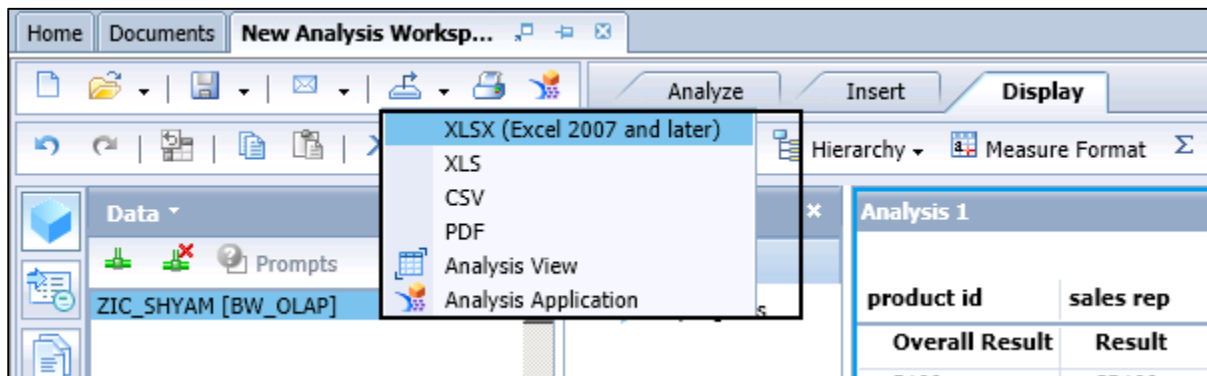 Home Documents New Analysis Worksp...
Analyze Insert Display
XLSX (Excel 2007 and later)
Hierarchy Measure Format Σ
XLS
CSV
PDF
Analysis View
Analysis Application
Data
Prompts
ZIC_SHYAM [BW_OLAP]
Analysis 1
product id sales rep
Overall Result Result